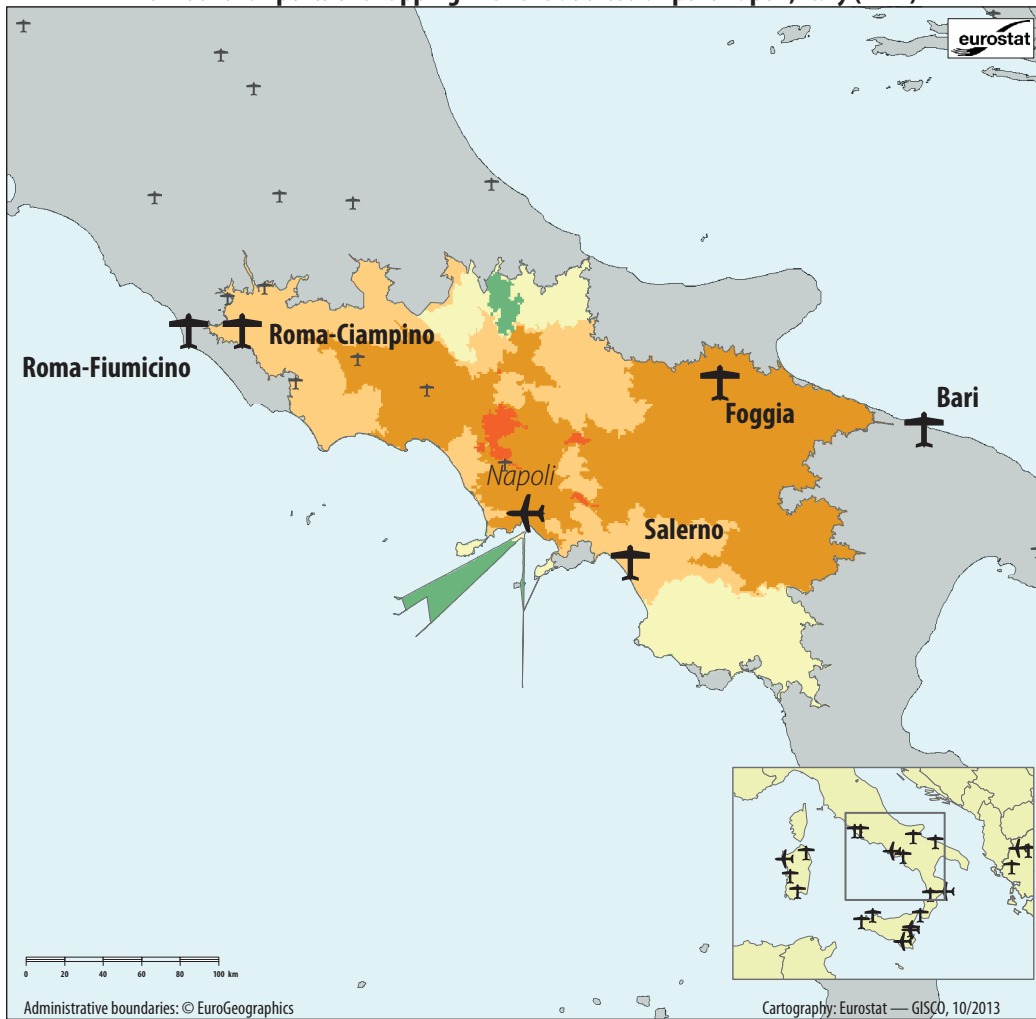 eurostat
Roma-Ciampino
Roma-Fiumicino
Foggia
Bari
Napoli
Salerno
0 20 40 60 80 100 km
Administrative boundaries: © EuroGeographics
Cartography: Eurostat — GISCO, 10/2013